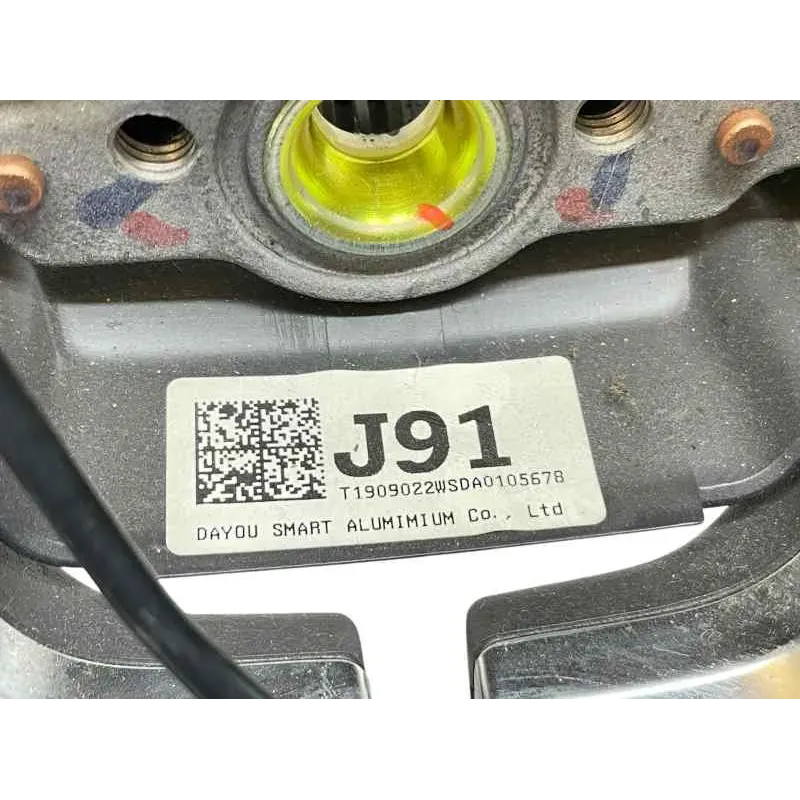 J91
T1909022WSDA0105678
DAYOU SMART ALUMIMIUM Co., Ltd